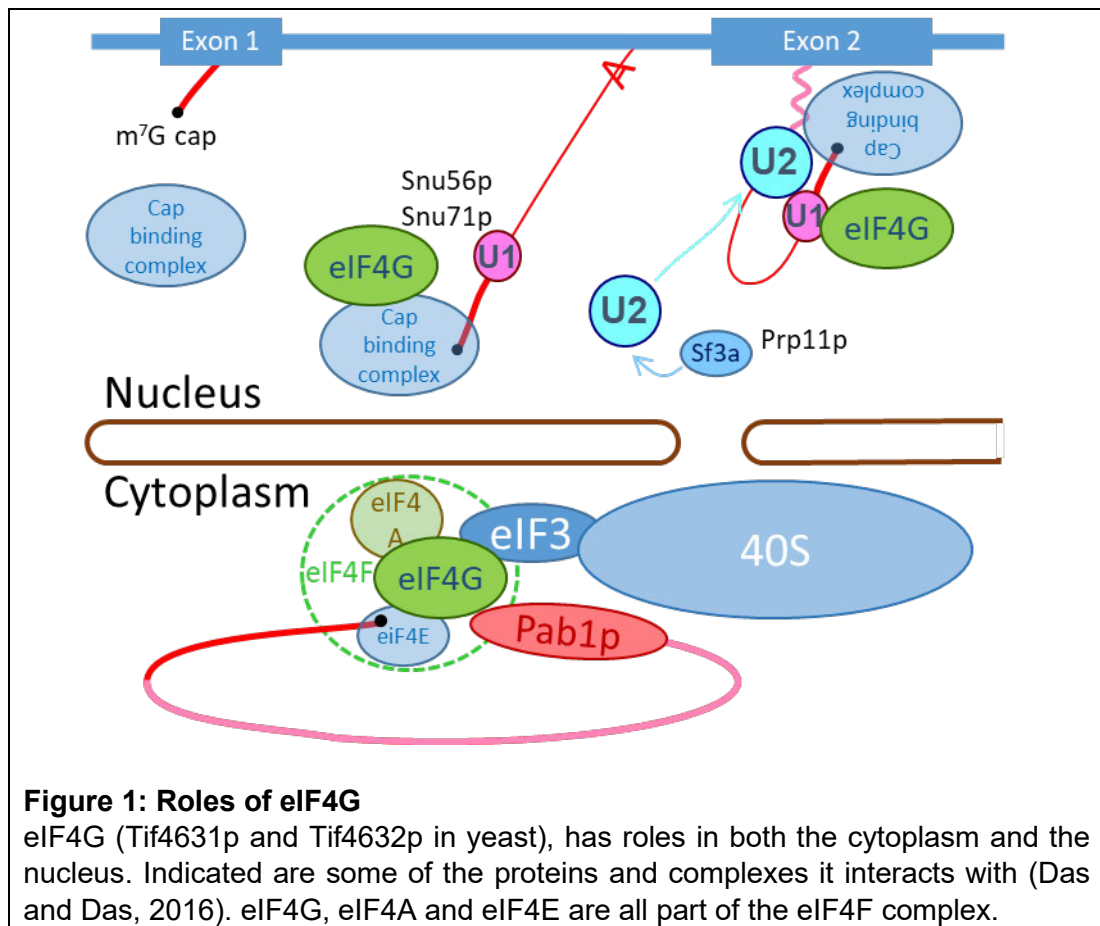 Exon 1
Exon 2
A
m⁷G cap
Cap
binding
complex
Cap
binding
complex
U2
U1
eIF4G
Snu56p
Snu71p
U1
eIF4G
Cap
binding
complex
U2
Sf3a
Prp11p
Nucleus
Cytoplasm
eIF4
A
eIF3
40S
eIF4F
eIF4G
eiF4E
Pab1p
Figure 1: Roles of eIF4G
eIF4G (Tif4631p and Tif4632p in yeast), has roles in both the cytoplasm and the
nucleus. Indicated are some of the proteins and complexes it interacts with (Das
and Das, 2016). eIF4G, eIF4A and eIF4E are all part of the eIF4F complex.